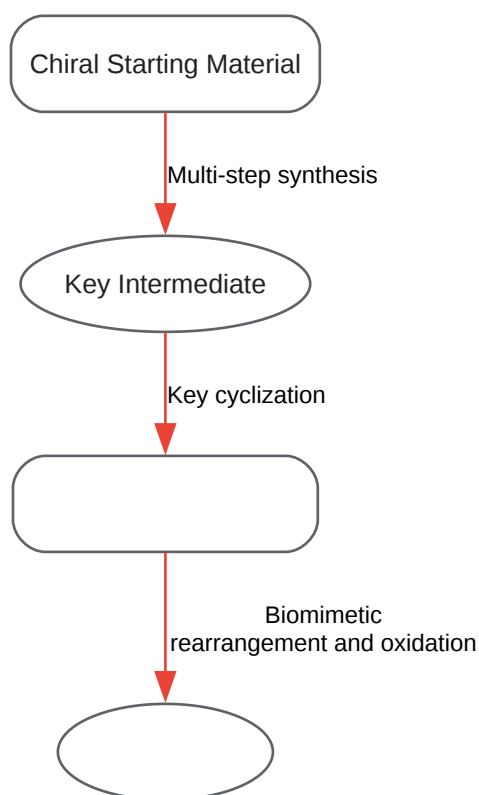 Chiral Starting Material
Multi-step synthesis
Key Intermediate
Key cyclization
Biomimetic
rearrangement and oxidation